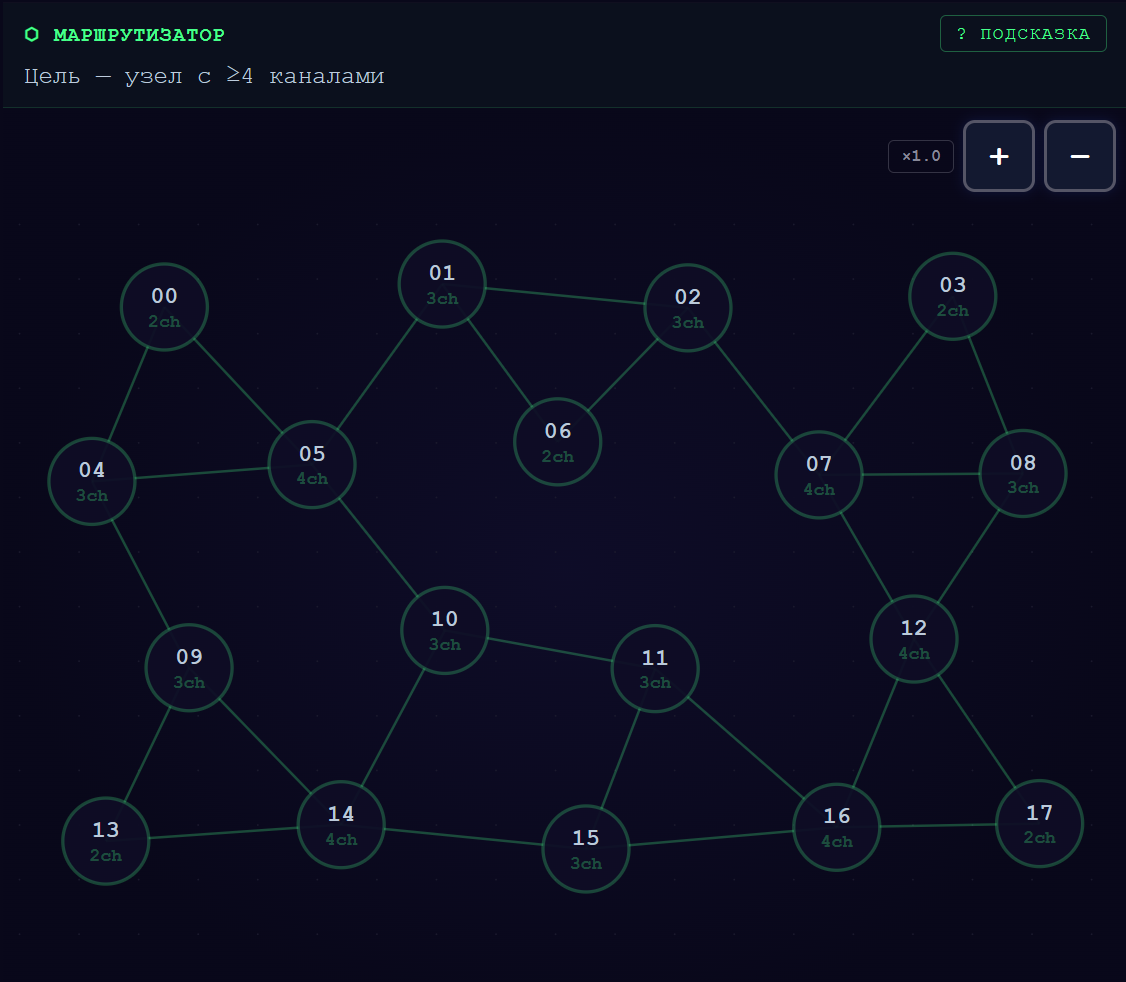 МАРШРУТИЗАТОР
? ПОДСКАЗКА
Цель — узел с ≥4 каналами
×1.0
+
−
00
2ch
01
3ch
02
3ch
03
2ch
04
3ch
05
4ch
06
2ch
07
4ch
08
3ch
09
3ch
10
3ch
11
3ch
12
4ch
13
2ch
14
4ch
15
3ch
16
4ch
17
2ch